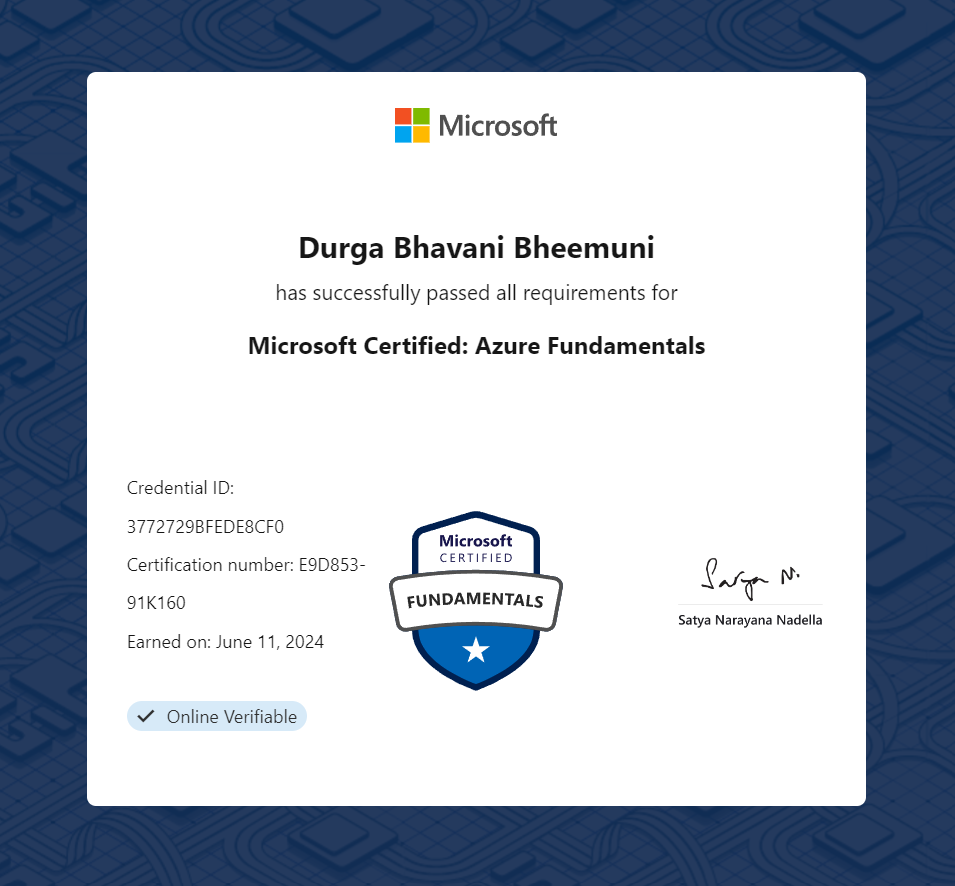 Microsoft
Durga Bhavani Bheemuni
has successfully passed all requirements for
Microsoft Certified: Azure Fundamentals
Credential ID:
3772729BFEDE8CF0
Certification number: E9D853-
91K160
Earned on: June 11, 2024
Online Verifiable
Microsoft
CERTIFIED
FUNDAMENTALS
Satya N.
Satya Narayana Nadella